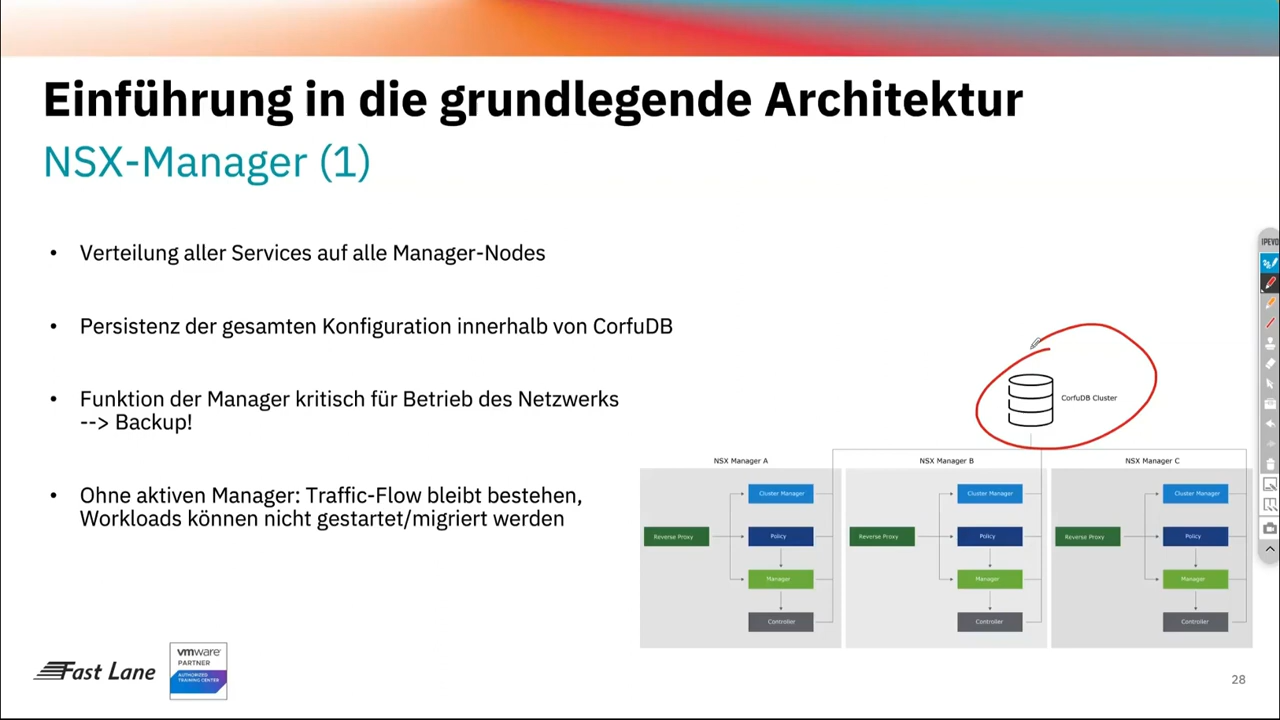 Einführung in die grundlegende Architektur
NSX-Manager (1)
• Verteilung aller Services auf alle Manager-Nodes
• Persistenz der gesamten Konfiguration innerhalb von CorfuDB
• Funktion der Manager kritisch für Betrieb des Netzwerks
--> Backup!
• Ohne aktiven Manager: Traffic-Flow bleibt bestehen,
Workloads können nicht gestartet/migriert werden
CorfuDB Cluster
NSX Manager A
Cluster Manager
Reverse Proxy
Policy
Manager
Controller
NSX Manager B
Cluster Manager
Reverse Proxy
Policy
Manager
Controller
NSX Manager C
Cluster Manager
Reverse Proxy
Policy
Manager
Controller
IPEVO
Fast Lane
vmware
PARTNER
AUTHORIZED
TRAINING CENTER
28